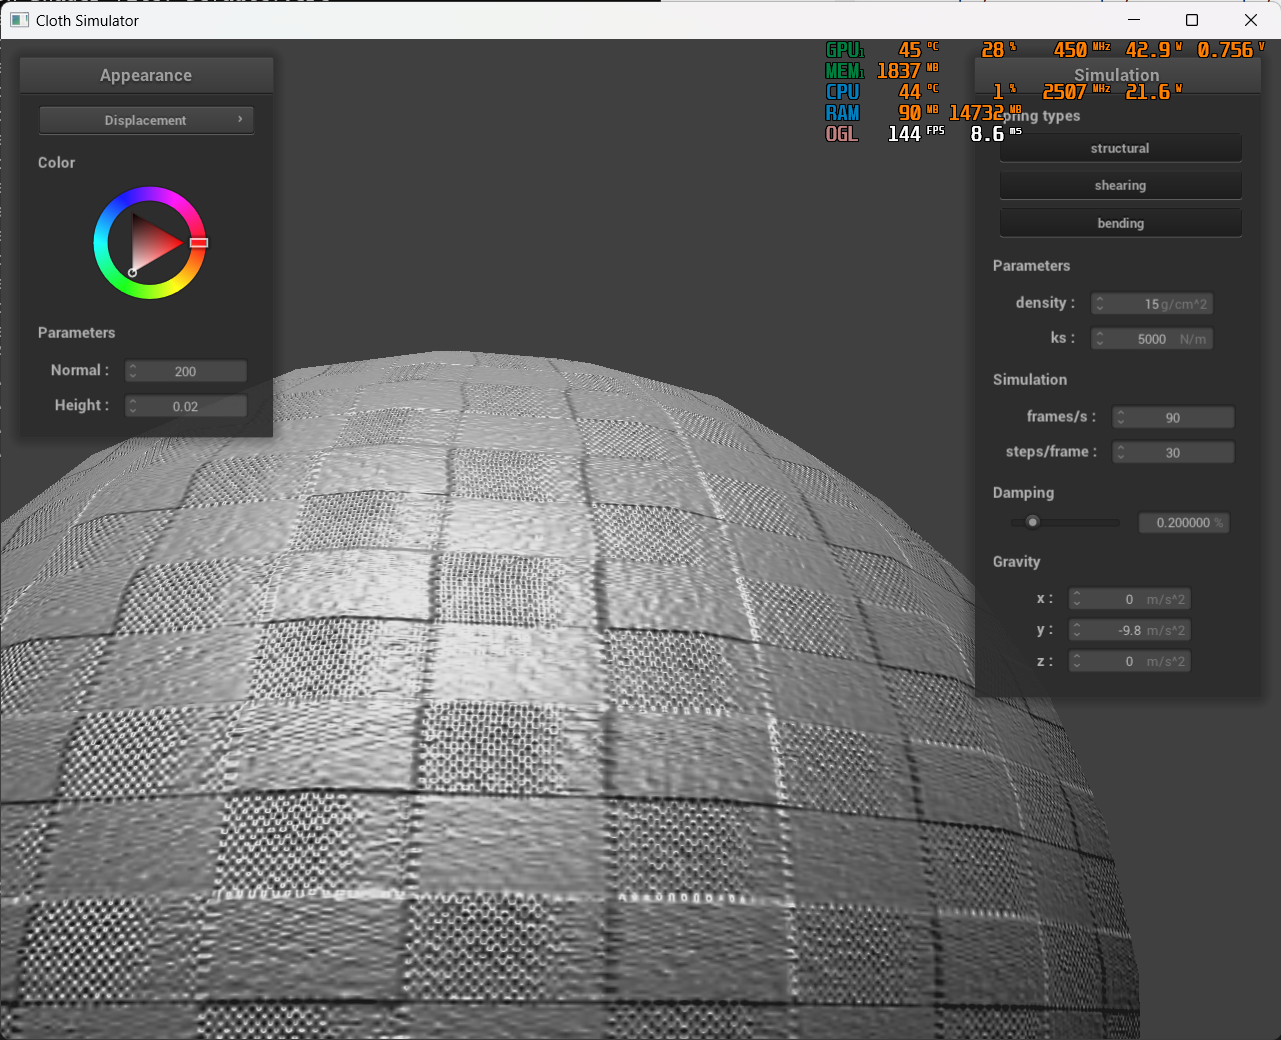 Cloth Simulator
GPU1 45 °C 28 % 450 MHz 42.9 W 0.756 V
MEM1 1837 MB
CPU 44 °C 1 % 2507 MHz 21.6 W
RAM 90 MB 14732 MB
OGL 144 FPS 8.6 ms
Appearance
Displacement
Color
Parameters
Normal : 200
Height : 0.02
Simulation
Spring types
structural
shearing
bending
Parameters
density : 15 g/cm^2
ks : 5000 N/m
Simulation
frames/s : 90
steps/frame : 30
Damping
0.200000 %
Gravity
x : 0 m/s^2
y : -9.8 m/s^2
z : 0 m/s^2